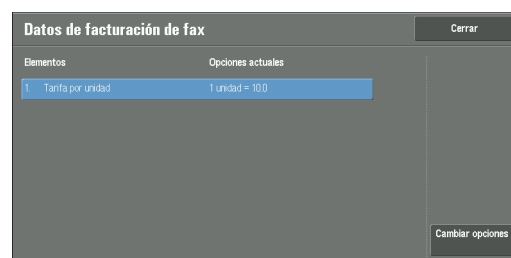 Datos de facturación de fax
Cerrar
Elementos
Opciones actuales
1. Tarifa por unidad
1 unidad = 10.0
Cambiar opciones